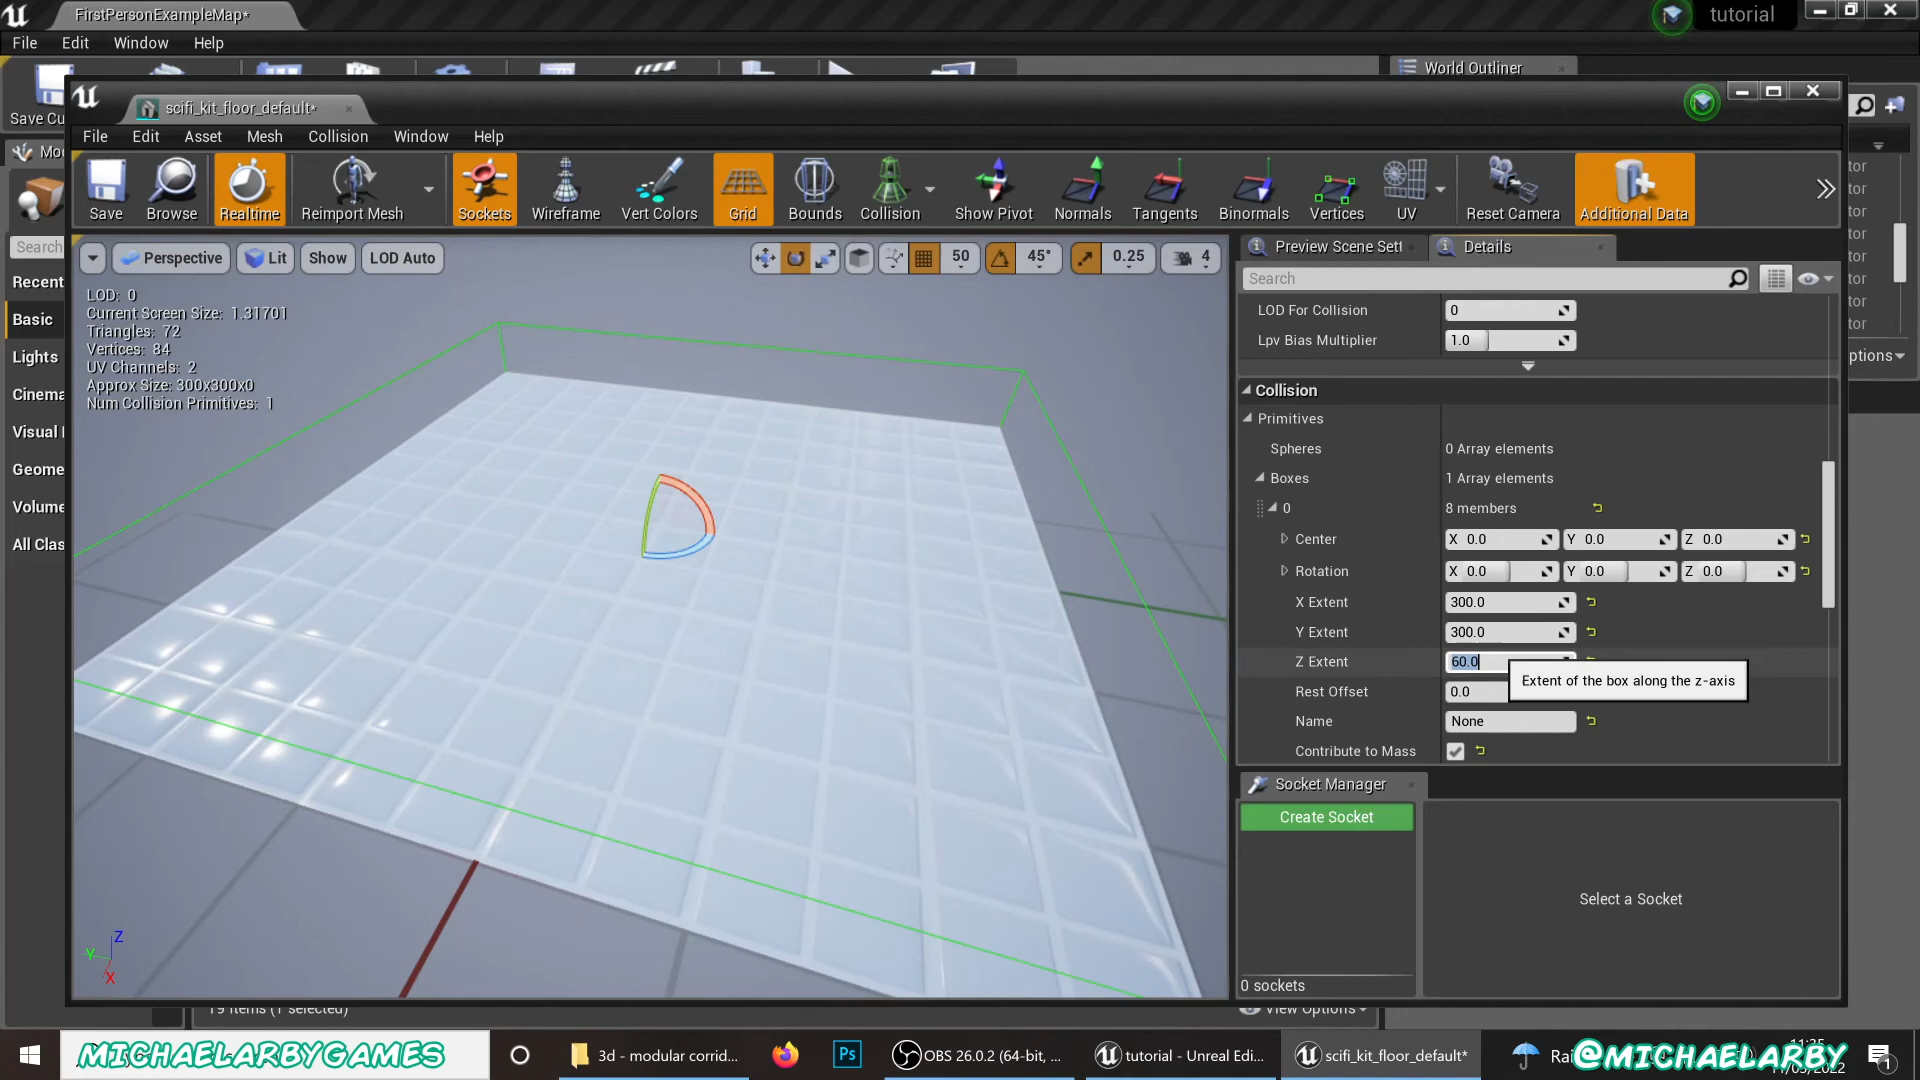 FirstPersonExampleMap*
tutorial
File Edit Window Help
World Outliner
Save Cu
scifi_kit_floor_default*
File Edit Asset Mesh Collision Window Help
Mo
Save Browse Realtime Reimport Mesh Sockets Wireframe Vert Colors Grid Bounds Collision Show Pivot Normals Tangents Binormals Vertices UV Reset Camera Additional Data
Search
Recent
Basic
Lights
Cinema
Visual
Geome
Volume
All Clas
Perspective Lit Show LOD Auto 50 45° 0.25 4
LOD: 0
Current Screen Size: 1.31701
Triangles: 72
Vertices: 84
UV Channels: 2
Approx Size: 300x300x0
Num Collision Primitives: 1
Z
Y
X
Preview Scene Sett Details
Search
LOD For Collision 0
Lpv Bias Multiplier 1.0
Collision
Primitives
Spheres 0 Array elements
Boxes 1 Array elements
0 8 members
Center X 0.0 Y 0.0 Z 0.0
Rotation X 0.0 Y 0.0 Z 0.0
X Extent 300.0
Y Extent 300.0
Z Extent 60.0
Extent of the box along the z-axis
Rest Offset 0.0
Name None
Contribute to Mass
Socket Manager
Create Socket
Select a Socket
0 sockets
tor
tor
tor
tor
tor
tor
tor
tor
ptions
19 items (1 selected)
View Options
MICHAELARBYGAMES
3d - modular corrid...
Ps
OBS 26.0.2 (64-bit, ...
tutorial - Unreal Edi...
scifi_kit_floor_default*
Rai
@MICHAELARBY
1